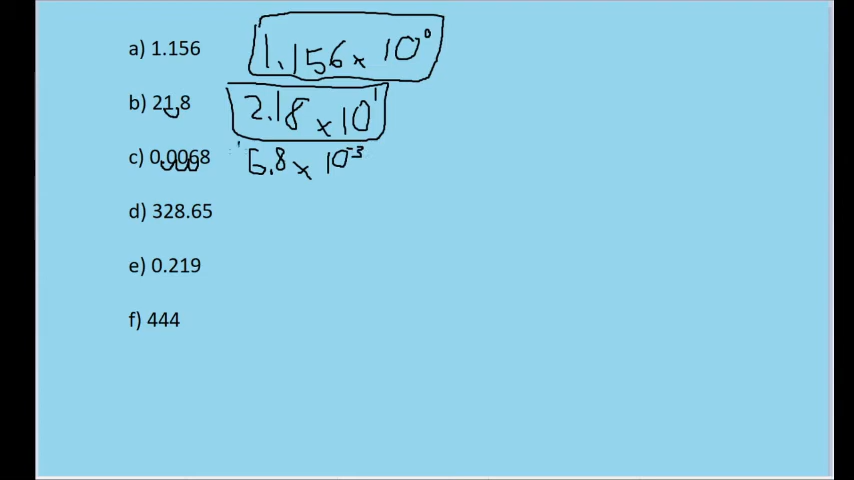 a) 1.156 1.156 x 10⁰
b) 21.8 2.18 x 10¹
c) 0.0068 6.8 x 10⁻³
d) 328.65
e) 0.219
f) 444